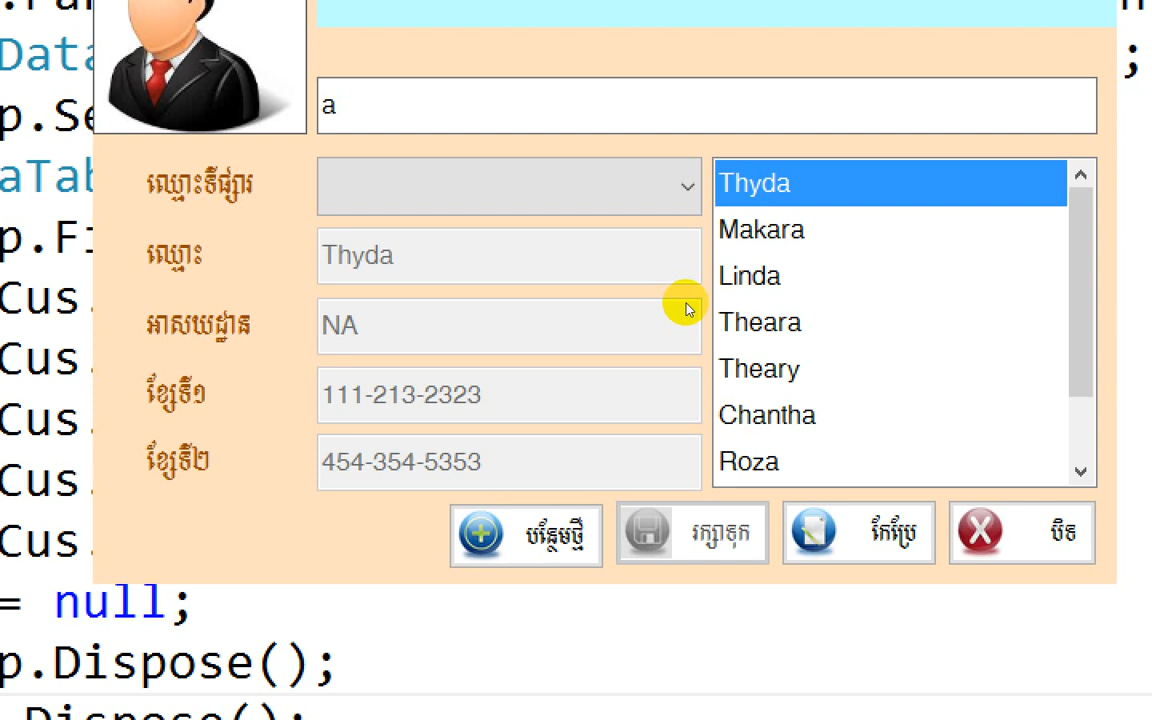 Data
;
p.Se
a
aTab
ឈ្មោះទីផ្សារ
Thyda
Makara
p.Fi
ឈ្មោះ
Thyda
Linda
Cus.
អាសយដ្ឋាន
NA
Theara
Cus.
Theary
ខ្សែទី១
111-213-2323
Cus.
Chantha
ខ្សែទី២
454-354-5353
Roza
Cus.
Cus.
បន្ថែមថ្មី
រក្សាទុក
កែប្រែ
បិទ
= null;
p.Dispose();
.Dispose();